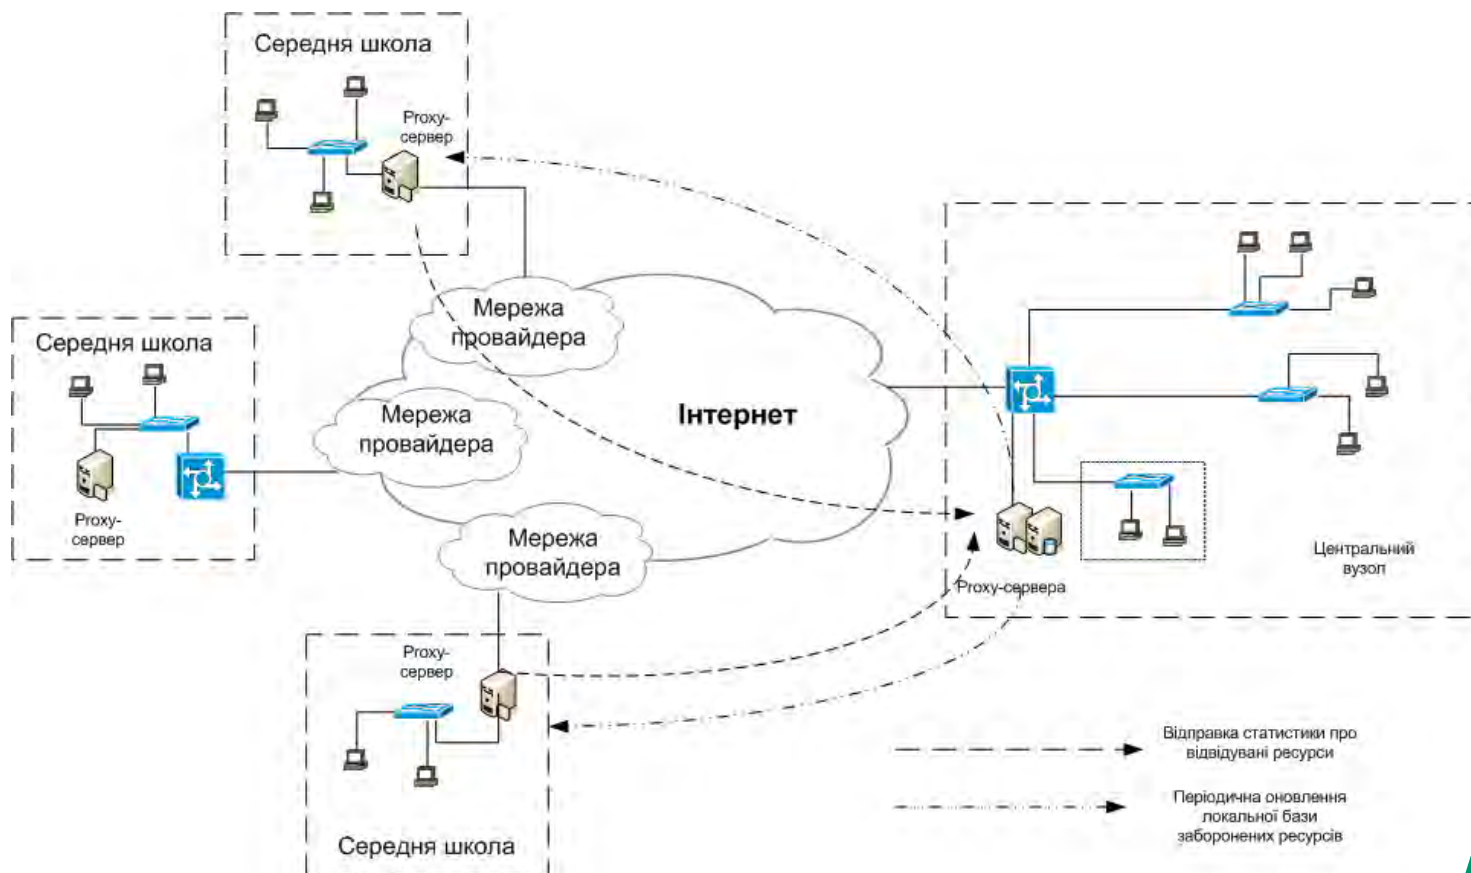 Середня школа
Proxy-
сервер
Мережа
провайдера
Середня школа
Proxy-
сервер
Мережа
провайдера
Інтернет
Мережа
провайдера
Proxy-
сервер
Середня школа
Proxy-сервера
Центральний
вузол
Відправка статистики про
відвідувані ресурси
Періодична оновлення
локальної бази
заборонених ресурсів